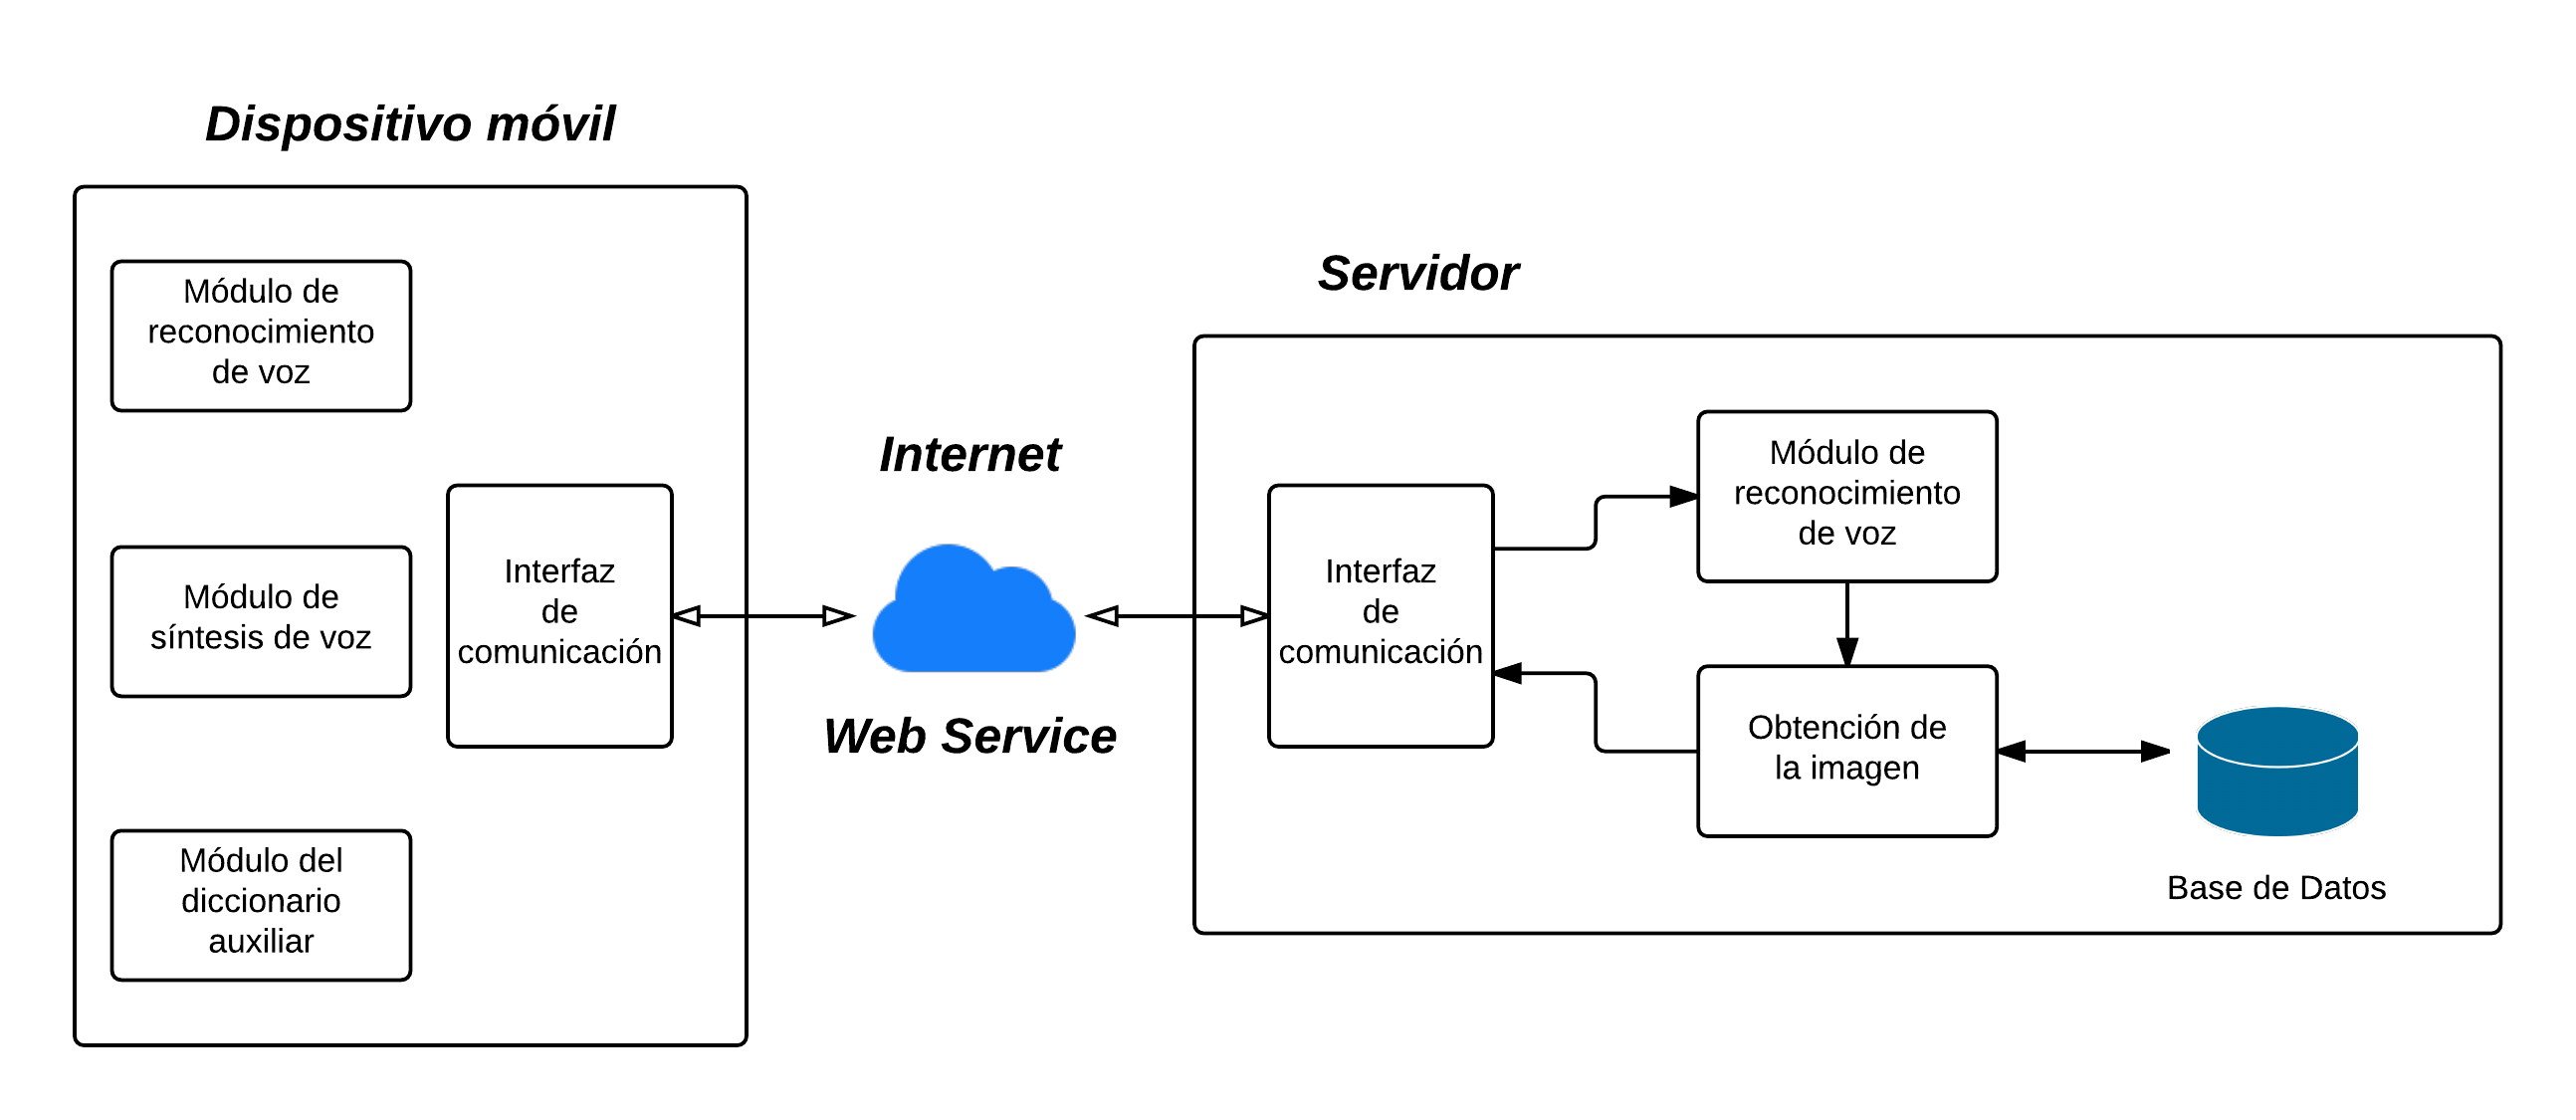 Dispositivo móvil
Módulo de
reconocimiento
de voz
Módulo de
síntesis de voz
Módulo del
diccionario
auxiliar
Interfaz
de
comunicación
Internet
Web Service
Servidor
Interfaz
de
comunicación
Módulo de
reconocimiento
de voz
Obtención de
la imagen
Base de Datos